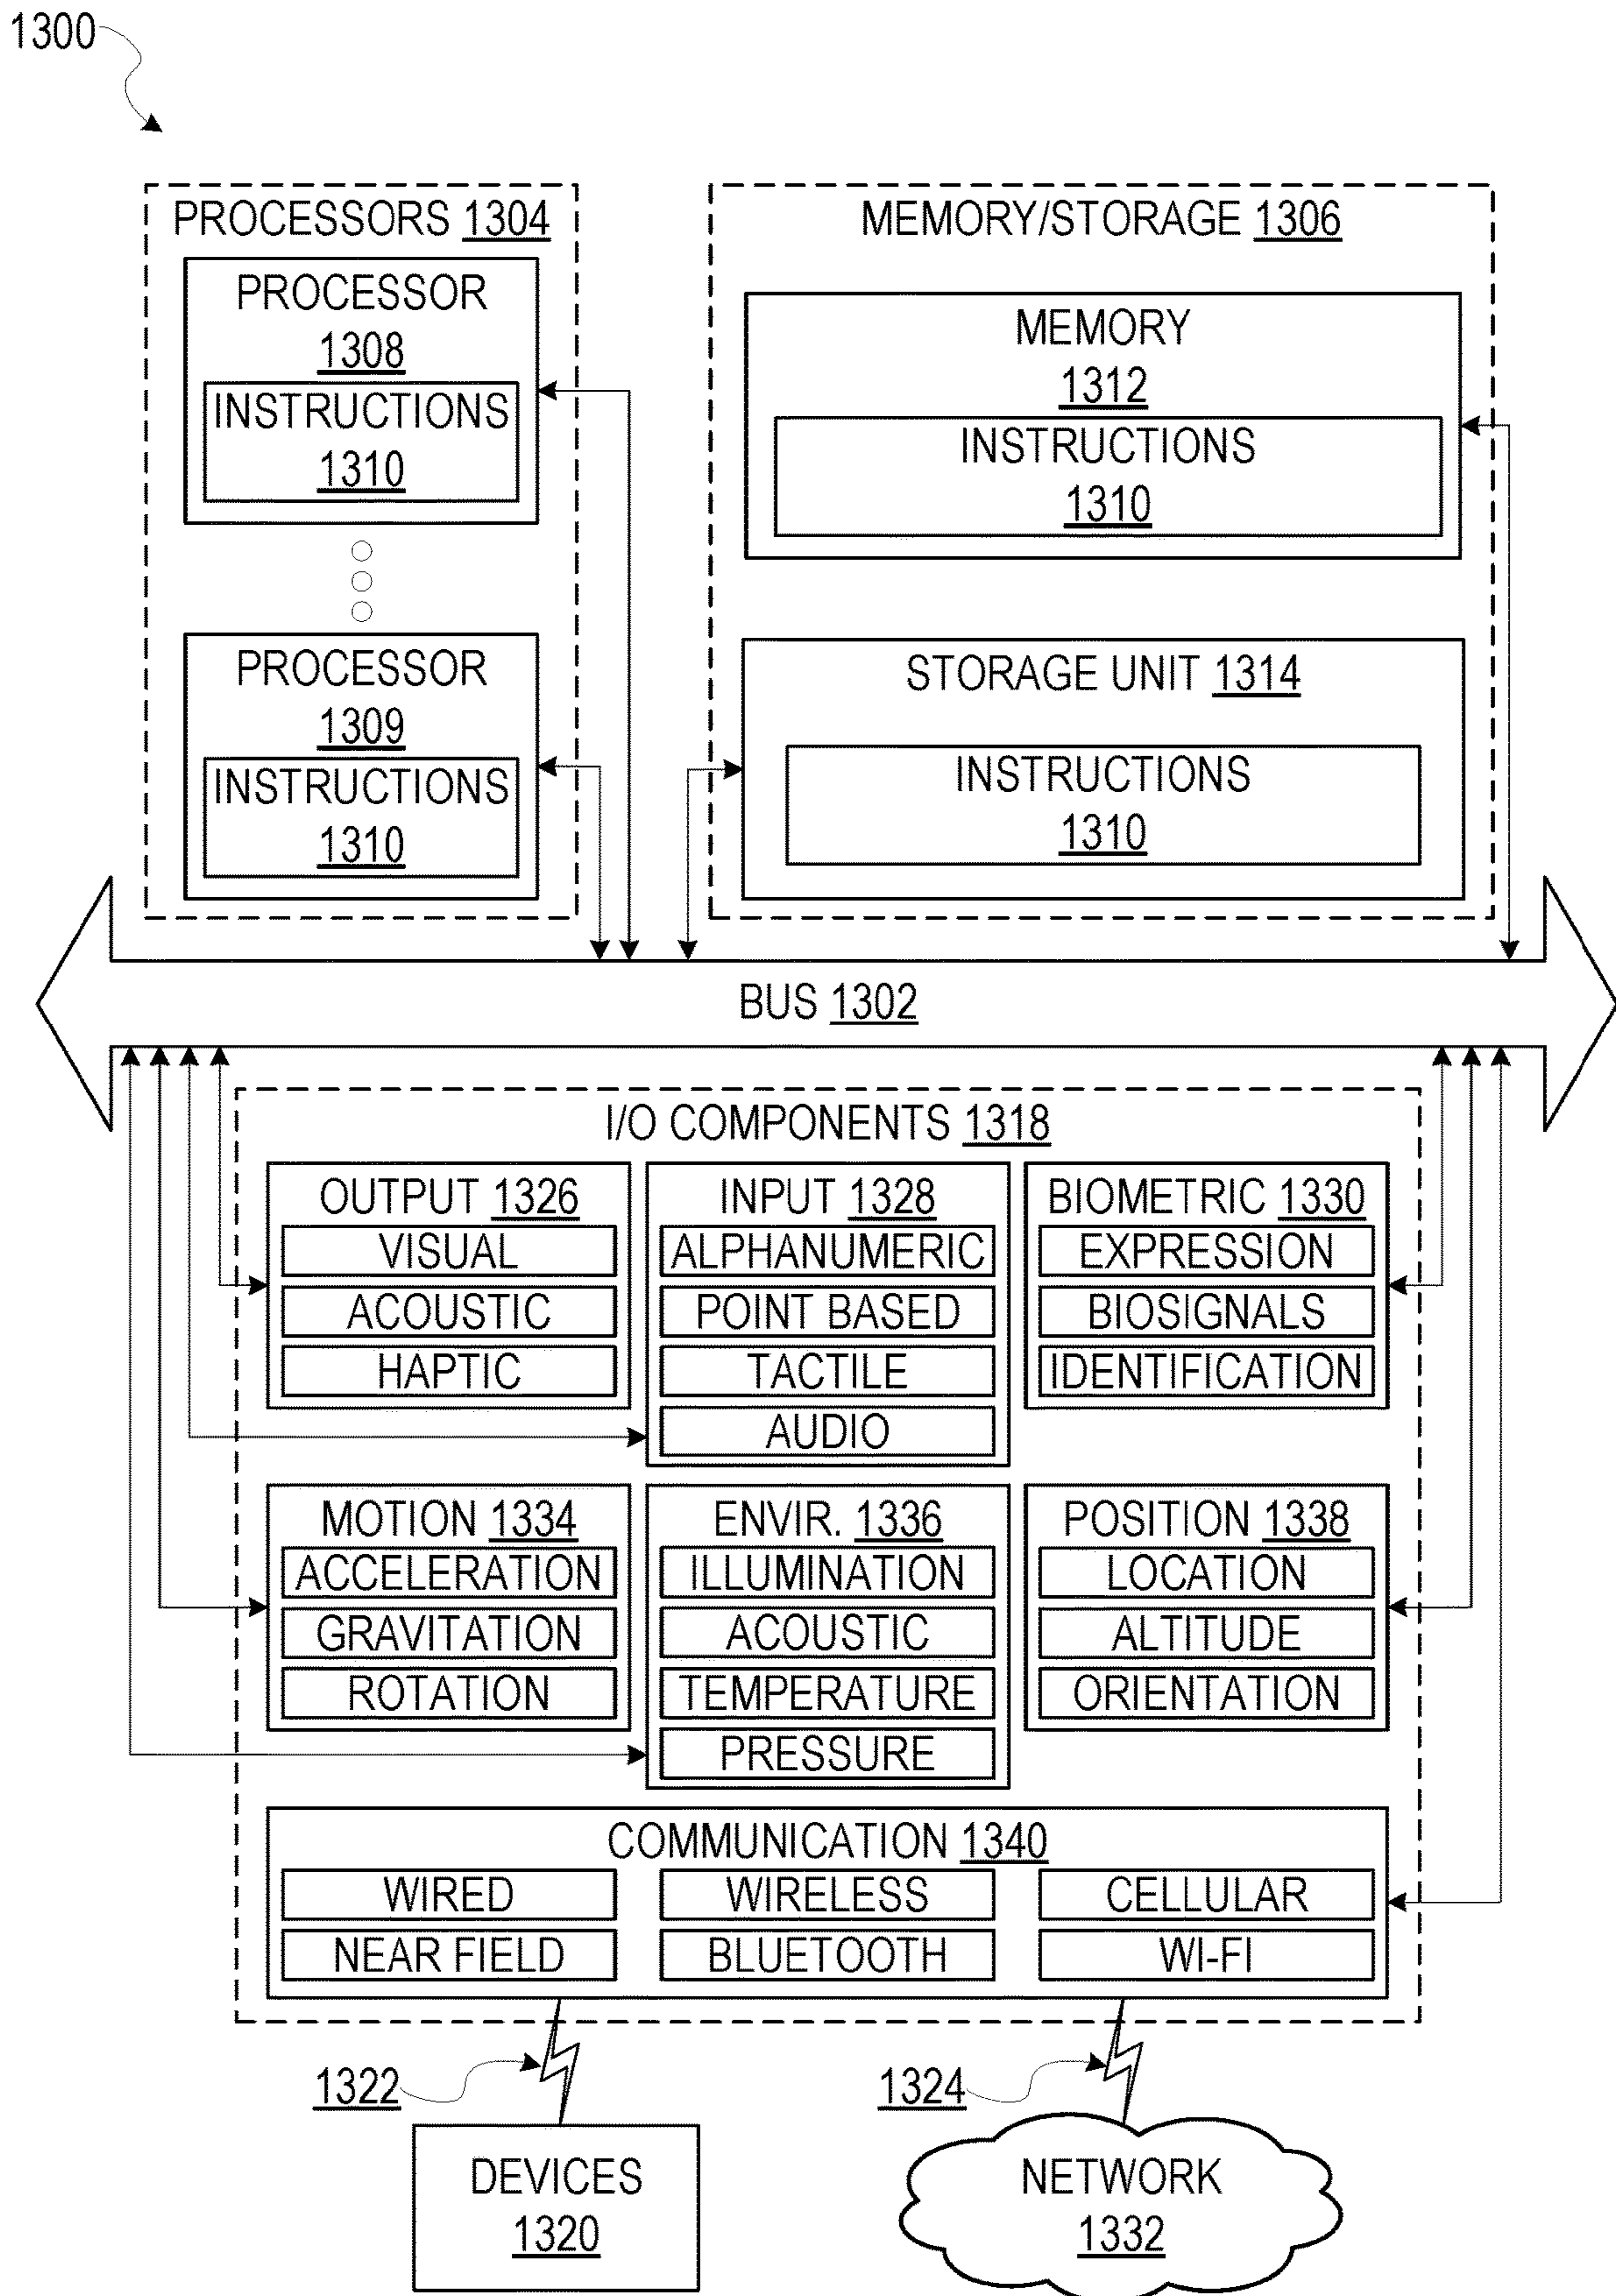 1300
PROCESSORS 1304
PROCESSOR
1308
INSTRUCTIONS
1310
PROCESSOR
1309
INSTRUCTIONS
1310
MEMORY/STORAGE 1306
MEMORY
1312
INSTRUCTIONS
1310
STORAGE UNIT 1314
INSTRUCTIONS
1310
BUS 1302
I/O COMPONENTS 1318
OUTPUT 1326
VISUAL
ACOUSTIC
HAPTIC
INPUT 1328
ALPHANUMERIC
POINT BASED
TACTILE
AUDIO
BIOMETRIC 1330
EXPRESSION
BIOSIGNALS
IDENTIFICATION
MOTION 1334
ACCELERATION
GRAVITATION
ROTATION
ENVIR. 1336
ILLUMINATION
ACOUSTIC
TEMPERATURE
PRESSURE
POSITION 1338
LOCATION
ALTITUDE
ORIENTATION
COMMUNICATION 1340
WIRED
WIRELESS
CELLULAR
NEAR FIELD
BLUETOOTH
WI-FI
1322
1324
DEVICES
1320
NETWORK
1332